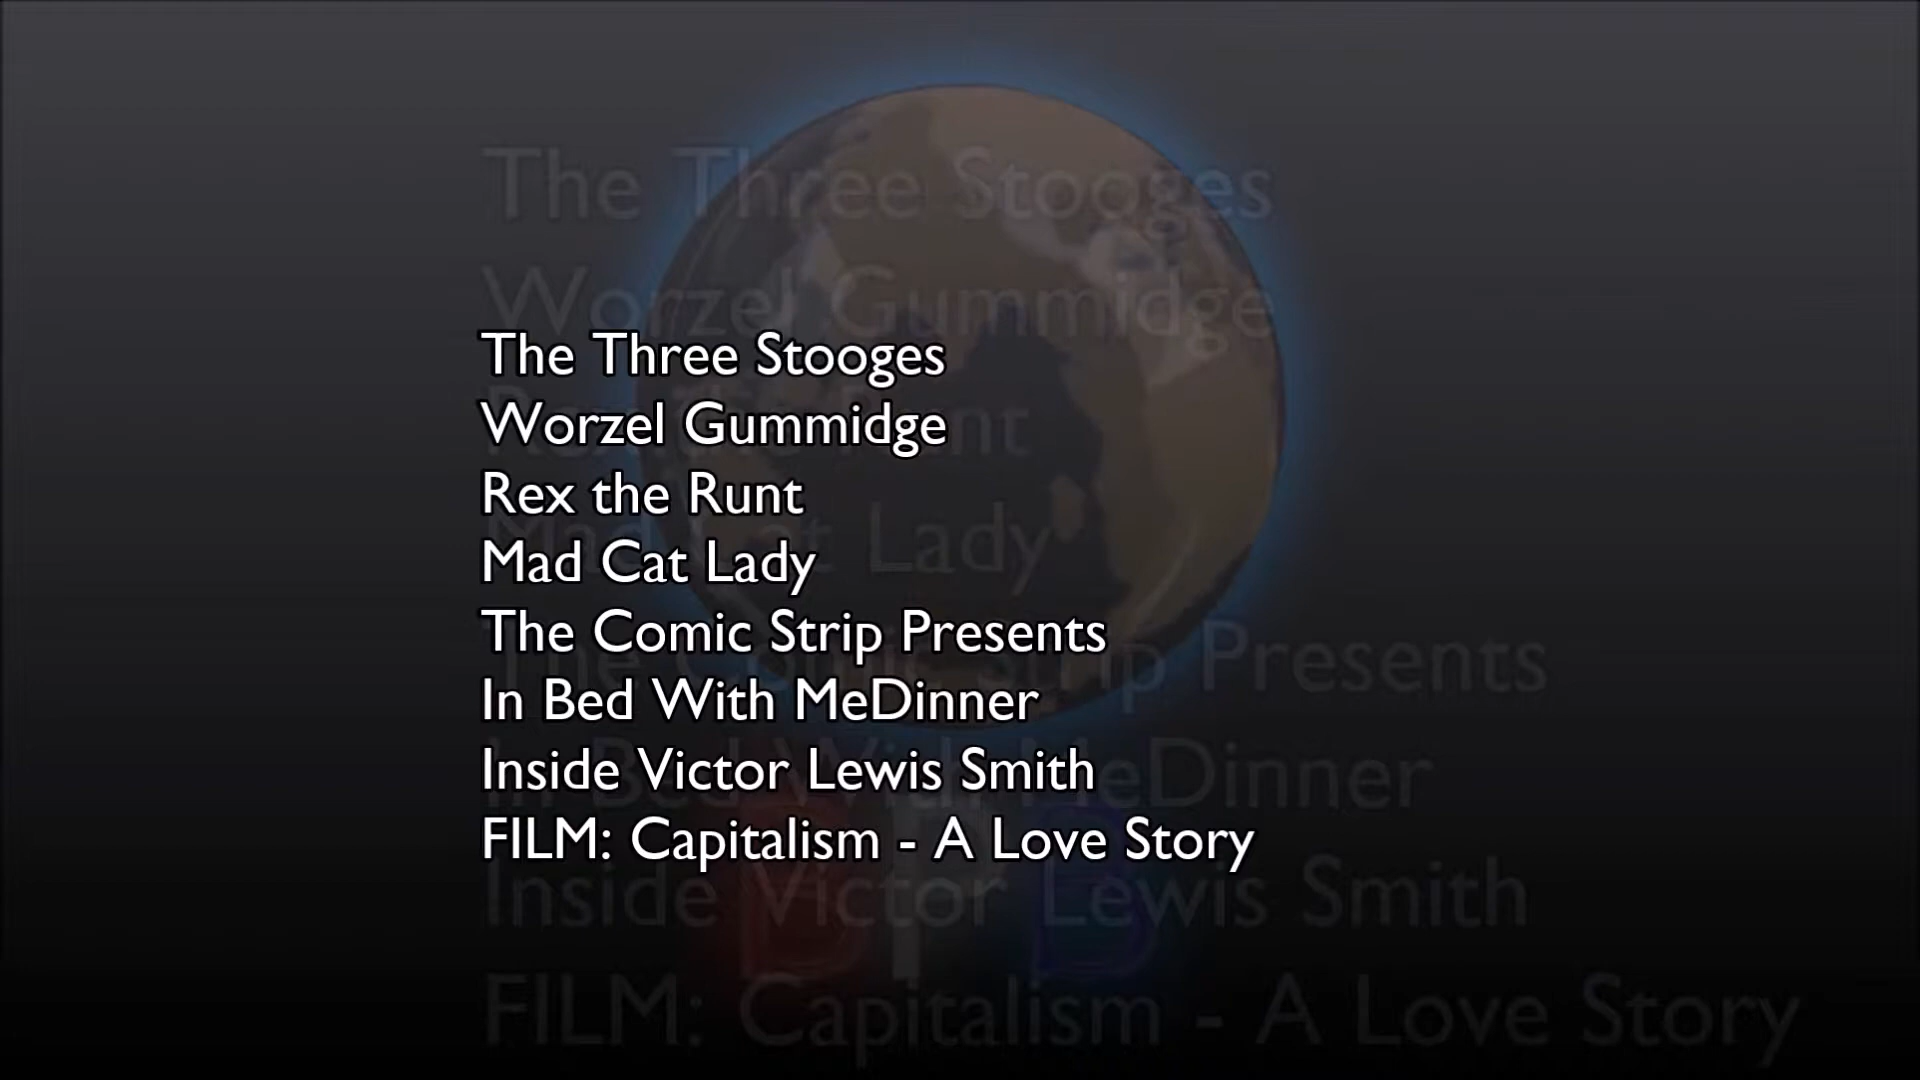 The Three Stooges
Worzel Gummidge
Rex the Runt
Mad Cat Lady
The Comic Strip Presents
In Bed With MeDinner
Inside Victor Lewis Smith
FILM: Capitalism - A Love Story